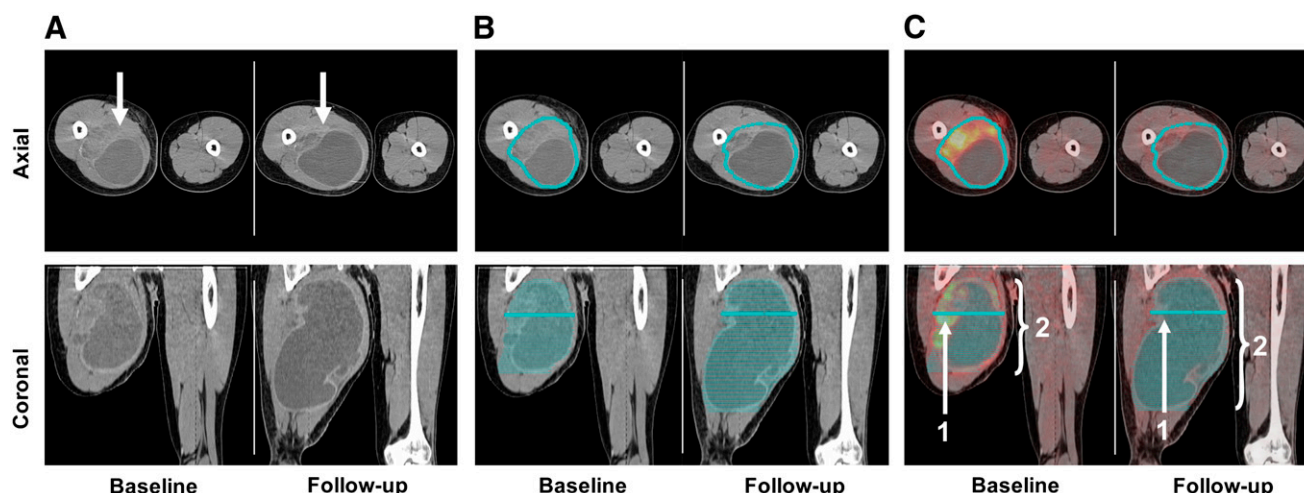 A
B
C
Axial
Coronal
2
2
1
1
Baseline
Follow-up
Baseline
Follow-up
Baseline
Follow-up